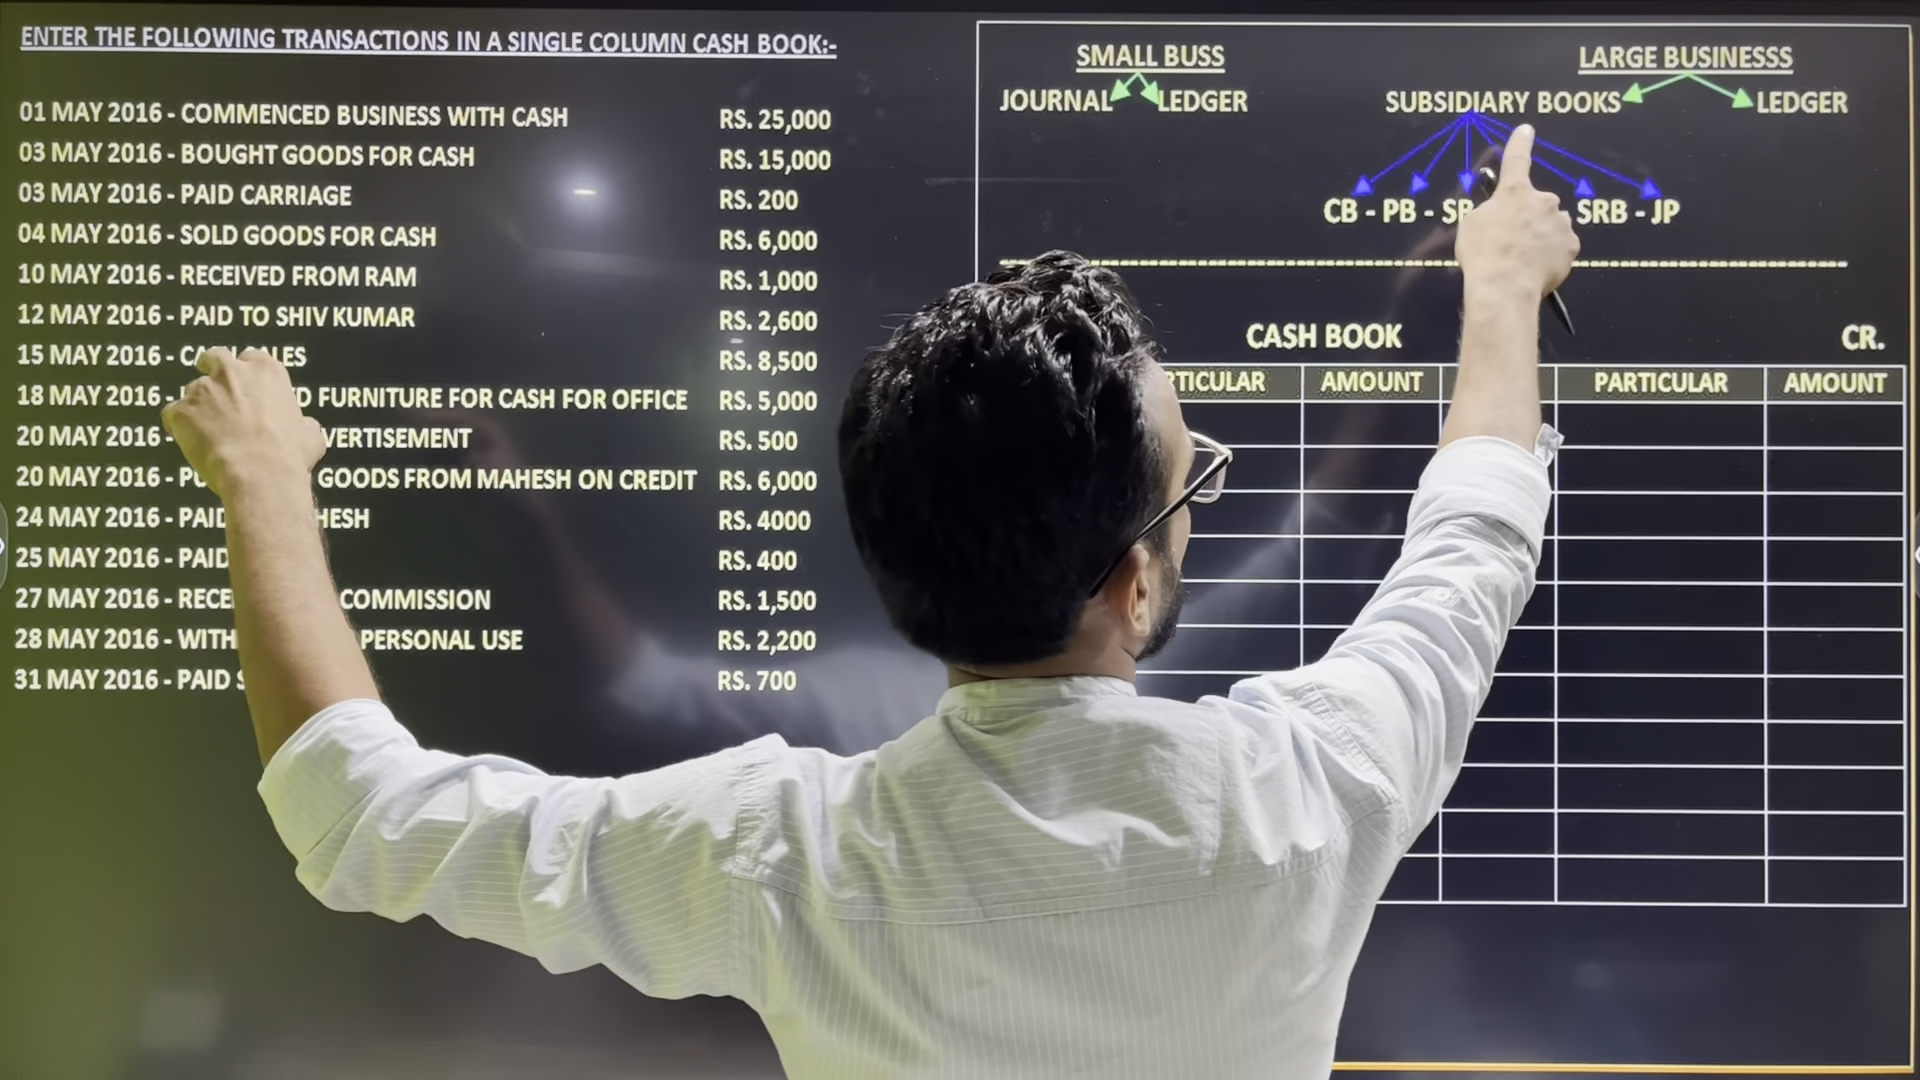 ENTER THE FOLLOWING TRANSACTIONS IN A SINGLE COLUMN CASH BOOK:-
01 MAY 2016 - COMMENCED BUSINESS WITH CASH RS. 25,000
03 MAY 2016 - BOUGHT GOODS FOR CASH RS. 15,000
03 MAY 2016 - PAID CARRIAGE RS. 200
04 MAY 2016 - SOLD GOODS FOR CASH RS. 6,000
10 MAY 2016 - RECEIVED FROM RAM RS. 1,000
12 MAY 2016 - PAID TO SHIV KUMAR RS. 2,600
15 MAY 2016 - CASH SALES RS. 8,500
18 MAY 2016 - FURNITURE FOR CASH FOR OFFICE RS. 5,000
20 MAY 2016 - RS. 500
20 MAY 2016 - GOODS FROM MAHESH ON CREDIT RS. 6,000
24 MAY 2016 - PAID RS. 4000
25 MAY 2016 - PAID RS. 400
27 MAY 2016 - COMMISSION RS. 1,500
28 MAY 2016 - PERSONAL USE RS. 2,200
31 MAY 2016 - PAID RS. 700
SMALL BUSS LARGE BUSINESSS
JOURNAL LEDGER SUBSIDIARY BOOKS LEDGER
CB - PB - SRB - JP
CASH BOOK CR.
AMOUNT PARTICULAR AMOUNT